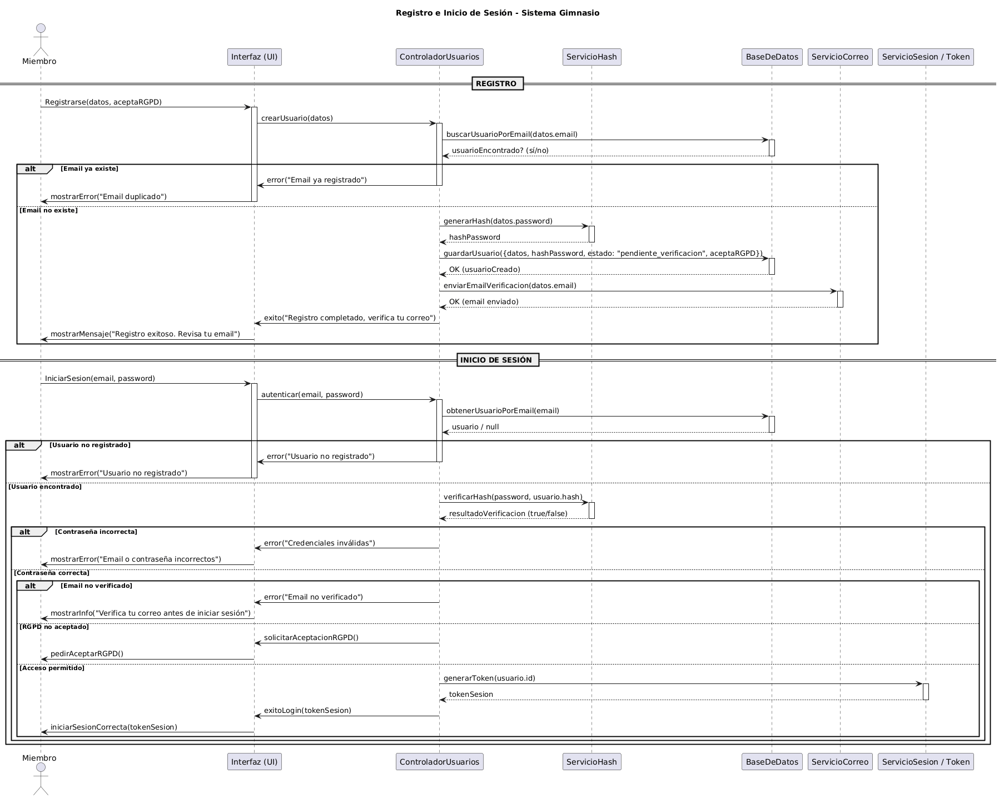 Registro e Inicio de Sesión - Sistema Gimnasio
Miembro
Interfaz (UI)
ControladorUsuarios
ServicioHash
BaseDeDatos
ServicioCorreo
ServicioSesion / Token
REGISTRO
Registrarse(datos, aceptaRGPD)
crearUsuario(datos)
buscarUsuarioPorEmail(datos.email)
usuarioEncontrado? (sí/no)
alt [Email ya existe]
error("Email ya registrado")
mostrarError("Email duplicado")
[Email no existe]
generarHash(datos.password)
hashPassword
guardarUsuario({datos, hashPassword, estado: "pendiente_verificacion", aceptaRGPD})
OK (usuarioCreado)
enviarEmailVerificacion(datos.email)
OK (email enviado)
exito("Registro completado, verifica tu correo")
mostrarMensaje("Registro exitoso. Revisa tu email")
INICIO DE SESIÓN
IniciarSesion(email, password)
autenticar(email, password)
obtenerUsuarioPorEmail(email)
usuario / null
alt [Usuario no registrado]
error("Usuario no registrado")
mostrarError("Usuario no registrado")
[Usuario encontrado]
verificarHash(password, usuario.hash)
resultadoVerificacion (true/false)
alt [Contraseña incorrecta]
error("Credenciales inválidas")
mostrarError("Email o contraseña incorrectos")
[Contraseña correcta]
alt [Email no verificado]
error("Email no verificado")
mostrarInfo("Verifica tu correo antes de iniciar sesión")
[RGPD no aceptado]
solicitarAceptacionRGPD()
pedirAceptarRGPD()
[Acceso permitido]
generarToken(usuario.id)
tokenSesion
exitoLogin(tokenSesion)
iniciarSesionCorrecta(tokenSesion)
Miembro
Interfaz (UI)
ControladorUsuarios
ServicioHash
BaseDeDatos
ServicioCorreo
ServicioSesion / Token